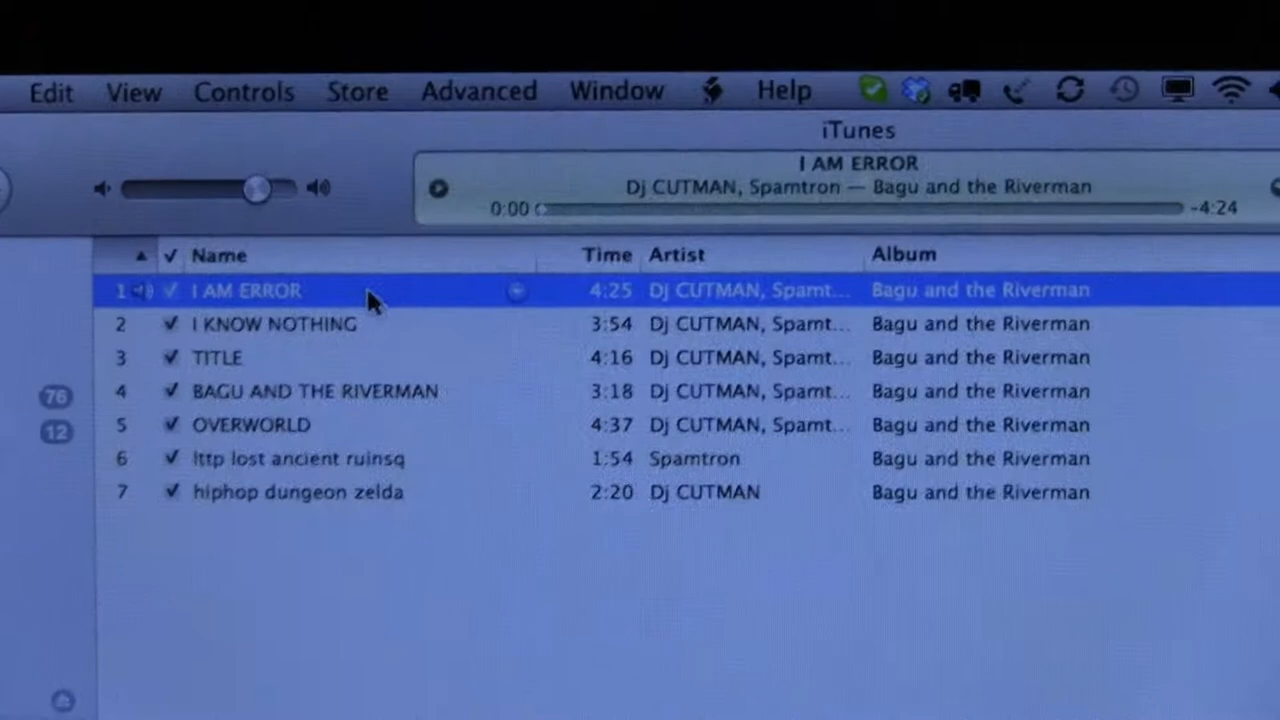 Edit View Controls Store Advanced Window Help
iTunes
I AM ERROR
Dj CUTMAN, Spamtron — Bagu and the Riverman
0:00 -4:24
Name Time Artist Album
1 I AM ERROR 4:25 Dj CUTMAN, Spamt... Bagu and the Riverman
2 I KNOW NOTHING 3:54 Dj CUTMAN, Spamt... Bagu and the Riverman
3 TITLE 4:16 Dj CUTMAN, Spamt... Bagu and the Riverman
4 BAGU AND THE RIVERMAN 3:18 Dj CUTMAN, Spamt... Bagu and the Riverman
76
5 OVERWORLD 4:37 Dj CUTMAN, Spamt... Bagu and the Riverman
12
6 lttp lost ancient ruinsq 1:54 Spamtron Bagu and the Riverman
7 hiphop dungeon zelda 2:20 Dj CUTMAN Bagu and the Riverman